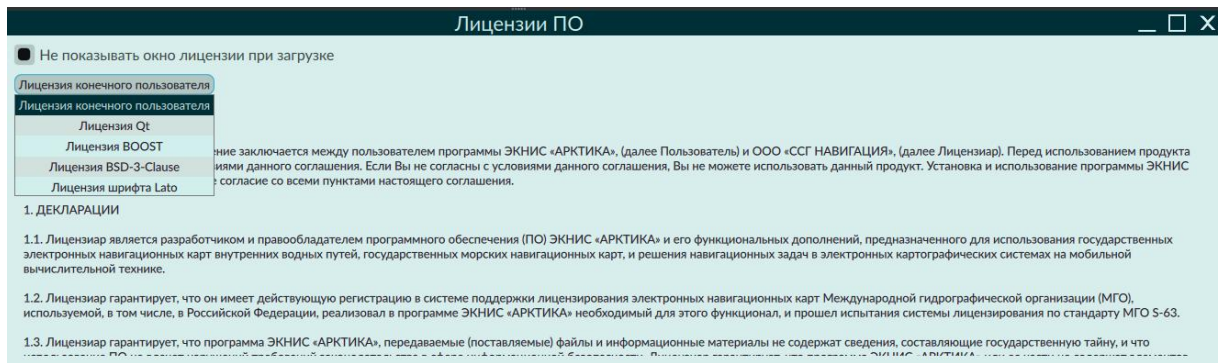 Лицензии ПО
Не показывать окно лицензии при загрузке
Лицензия конечного пользователя
Лицензия конечного пользователя
Лицензия Qt
Лицензия BOOST
Лицензия BSD-3-Clause
Лицензия шрифта Lato
ение заключается между пользователем программы ЭКНИС «АРКТИКА», (далее Пользователь) и ООО «ССГ НАВИГАЦИЯ», (далее Лицензиар). Перед использованием продукта
иями данного соглашения. Если Вы не согласны с условиями данного соглашения, Вы не можете использовать данный продукт. Установка и использование программы ЭКНИС
согласие со всеми пунктами настоящего соглашения.
1. ДЕКЛАРАЦИИ
1.1. Лицензиар является разработчиком и правообладателем программного обеспечения (ПО) ЭКНИС «АРКТИКА» и его функциональных дополнений, предназначенного для использования государственных
электронных навигационных карт внутренних водных путей, государственных морских навигационных карт, и решения навигационных задач в электронных картографических системах на мобильной
вычислительной технике.
1.2. Лицензиар гарантирует, что он имеет действующую регистрацию в системе поддержки лицензирования электронных навигационных карт Международной гидрографической организации (МГО),
используемой, в том числе, в Российской Федерации, реализовал в программе ЭКНИС «АРКТИКА» необходимый для этого функционал, и прошел испытания системы лицензирования по стандарту МГО S-63.
1.3. Лицензиар гарантирует, что программа ЭКНИС «АРКТИКА», передаваемые (поставляемые) файлы и информационные материалы не содержат сведения, составляющие государственную тайну, и что